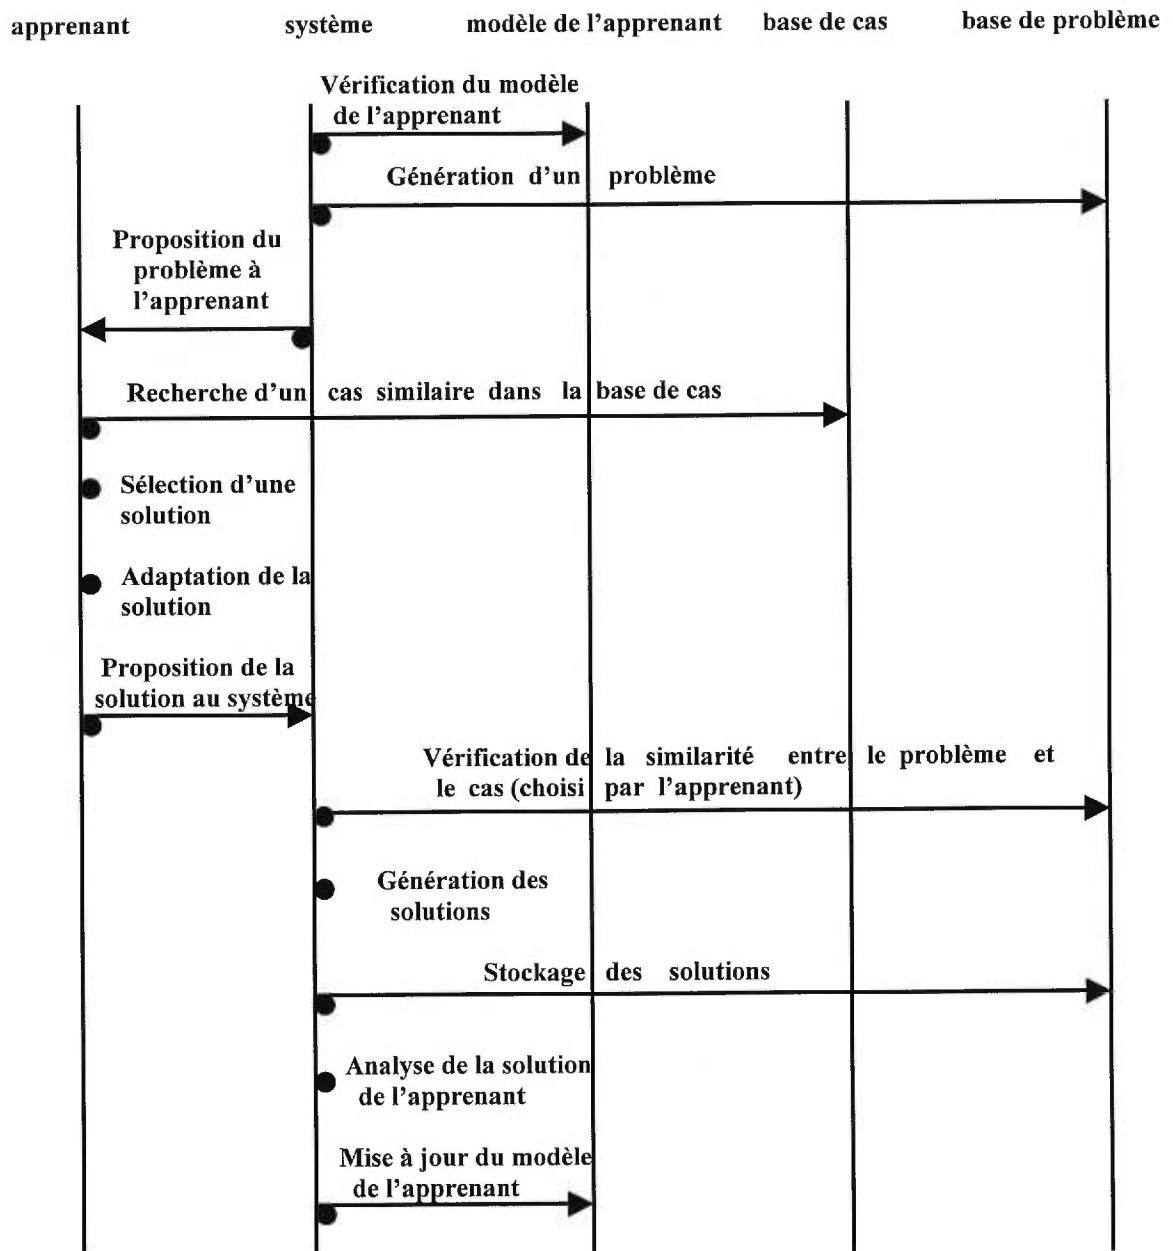 apprenant système modèle de l'apprenant base de cas base de problème
Vérification du modèle
de l'apprenant
Génération d'un problème
Proposition du
problème à
l'apprenant
Recherche d'un cas similaire dans la base de cas
Sélection d'une
solution
Adaptation de la
solution
Proposition de la
solution au système
Vérification de la similarité entre le problème et
le cas (choisi par l'apprenant)
Génération des
solutions
Stockage des solutions
Analyse de la solution
de l'apprenant
Mise à jour du modèle
de l'apprenant